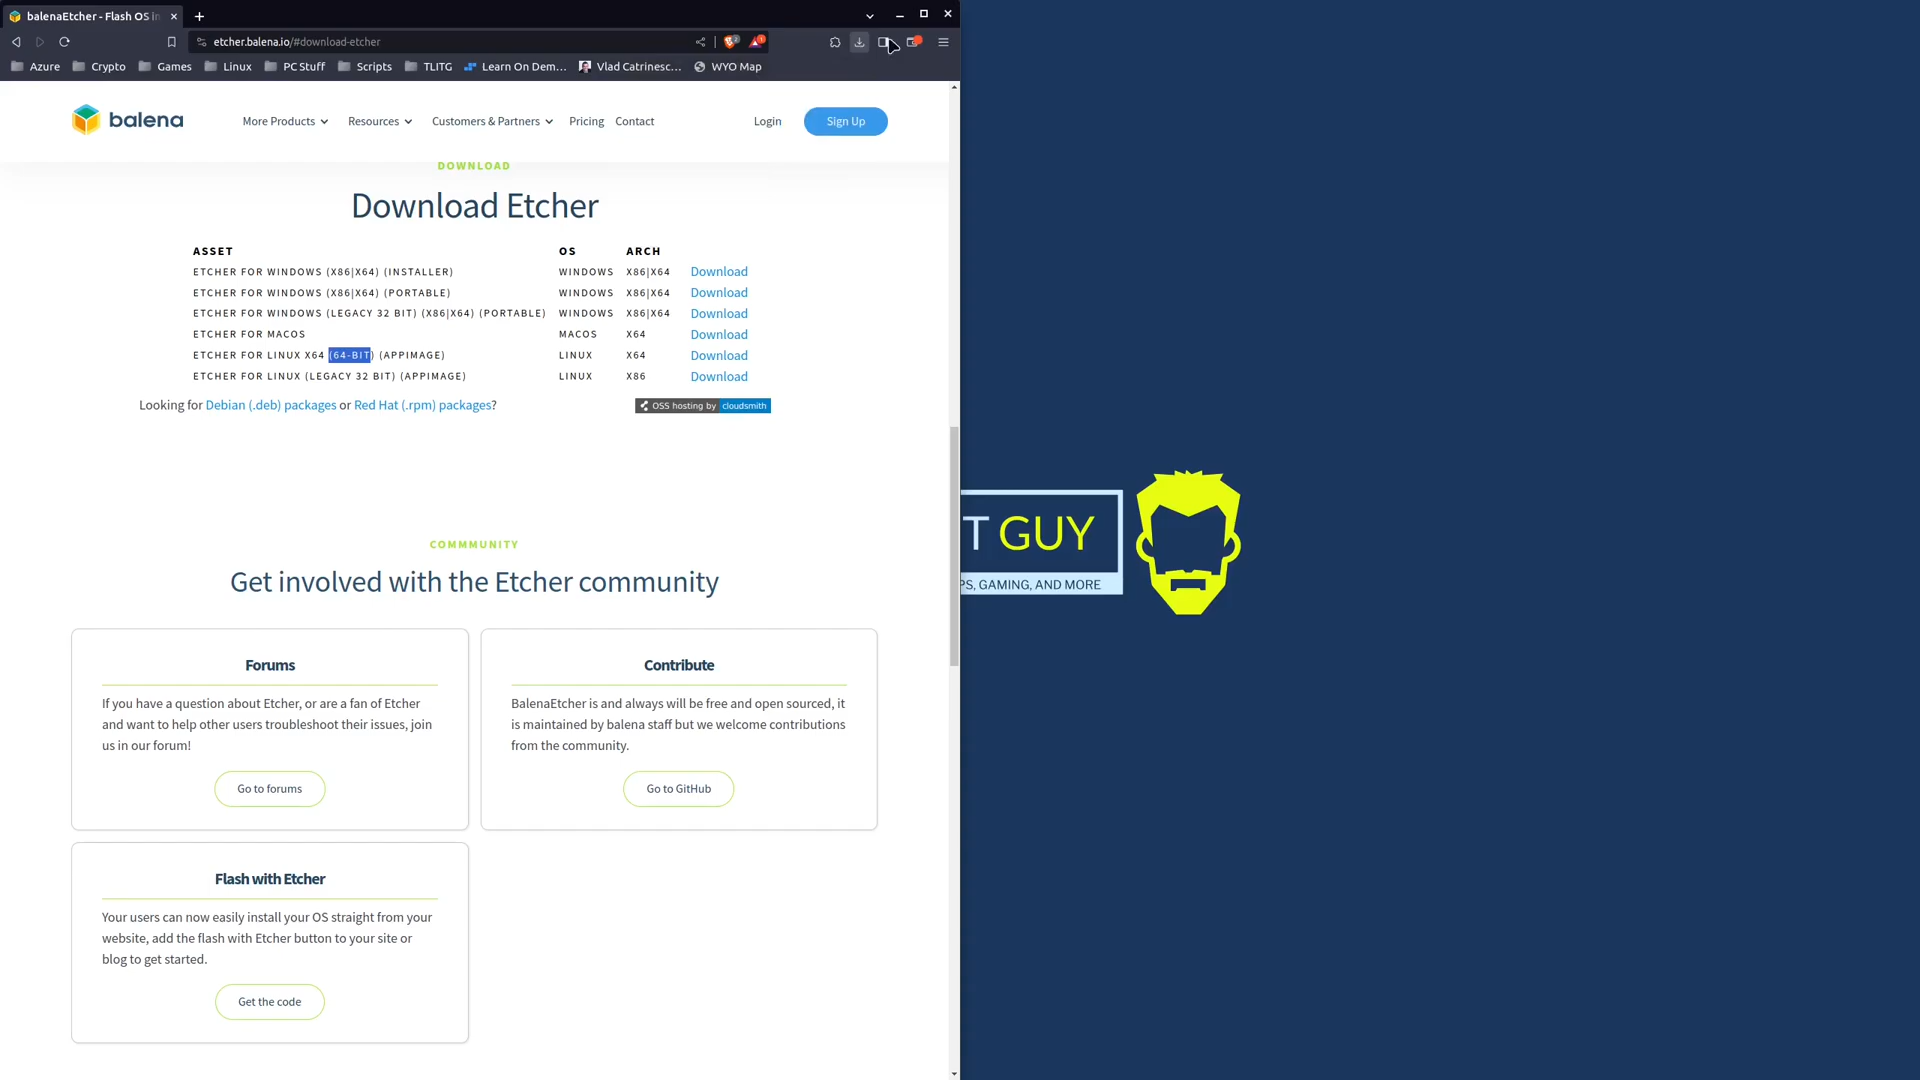 balenaEtcher - Flash OS in
etcher.balena.io/#download-etcher
2
1
Azure
Crypto
Games
Linux
PC Stuff
Scripts
TLITG
Learn On Dem...
Vlad Catrinesc...
WYO Map
balena
More Products
Resources
Customers & Partners
Pricing
Contact
Login
Sign Up
DOWNLOAD
Download Etcher
ASSET OS ARCH
ETCHER FOR WINDOWS (X86|X64) (INSTALLER) WINDOWS X86|X64 Download
ETCHER FOR WINDOWS (X86|X64) (PORTABLE) WINDOWS X86|X64 Download
ETCHER FOR WINDOWS (LEGACY 32 BIT) (X86|X64) (PORTABLE) WINDOWS X86|X64 Download
ETCHER FOR MACOS MACOS X64 Download
ETCHER FOR LINUX X64 (64-BIT) (APPIMAGE) LINUX X64 Download
ETCHER FOR LINUX (LEGACY 32 BIT) (APPIMAGE) LINUX X86 Download
Looking for Debian (.deb) packages or Red Hat (.rpm) packages?
OSS hosting by cloudsmith
COMMMUNITY
Get involved with the Etcher community
Forums
If you have a question about Etcher, or are a fan of Etcher
and want to help other users troubleshoot their issues, join
us in our forum!
Go to forums
Contribute
BalenaEtcher is and always will be free and open sourced, it
is maintained by balena staff but we welcome contributions
from the community.
Go to GitHub
Flash with Etcher
Your users can now easily install your OS straight from your
website, add the flash with Etcher button to your site or
blog to get started.
Get the code
T GUY
PS, GAMING, AND MORE